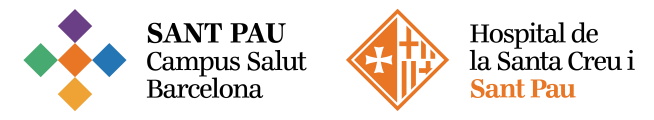 SANT PAU
Campus Salut
Barcelona
Hospital de
la Santa Creu i
Sant Pau